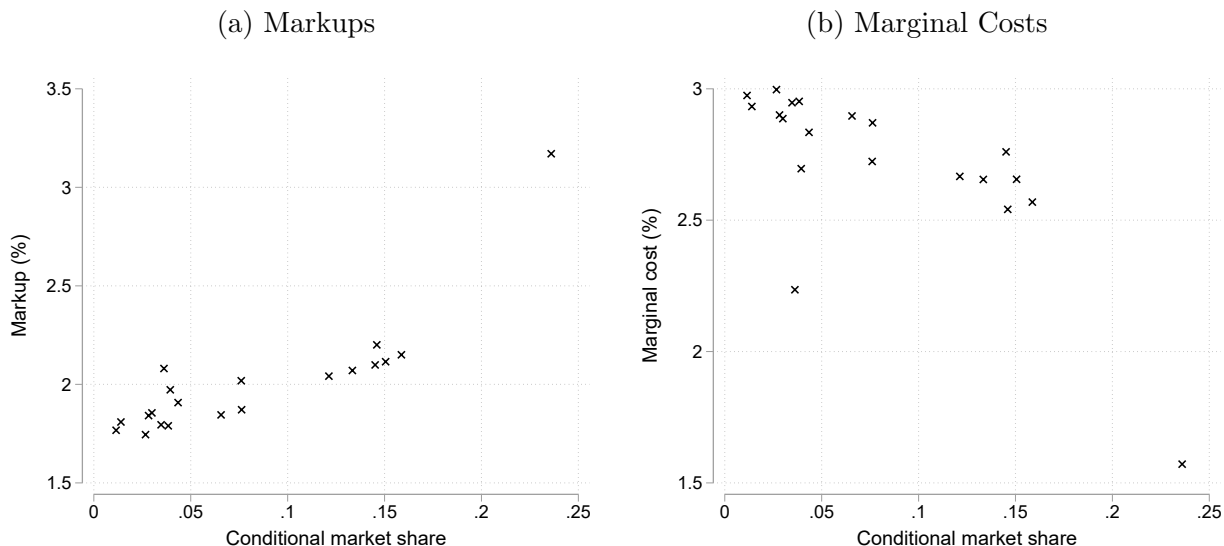 (a) Markups
3.5
3
2.5
2
1.5
Markup (%)
0 .05 .1 .15 .2 .25
Conditional market share
(b) Marginal Costs
3
2.5
2
1.5
Marginal cost (%)
0 .05 .1 .15 .2 .25
Conditional market share